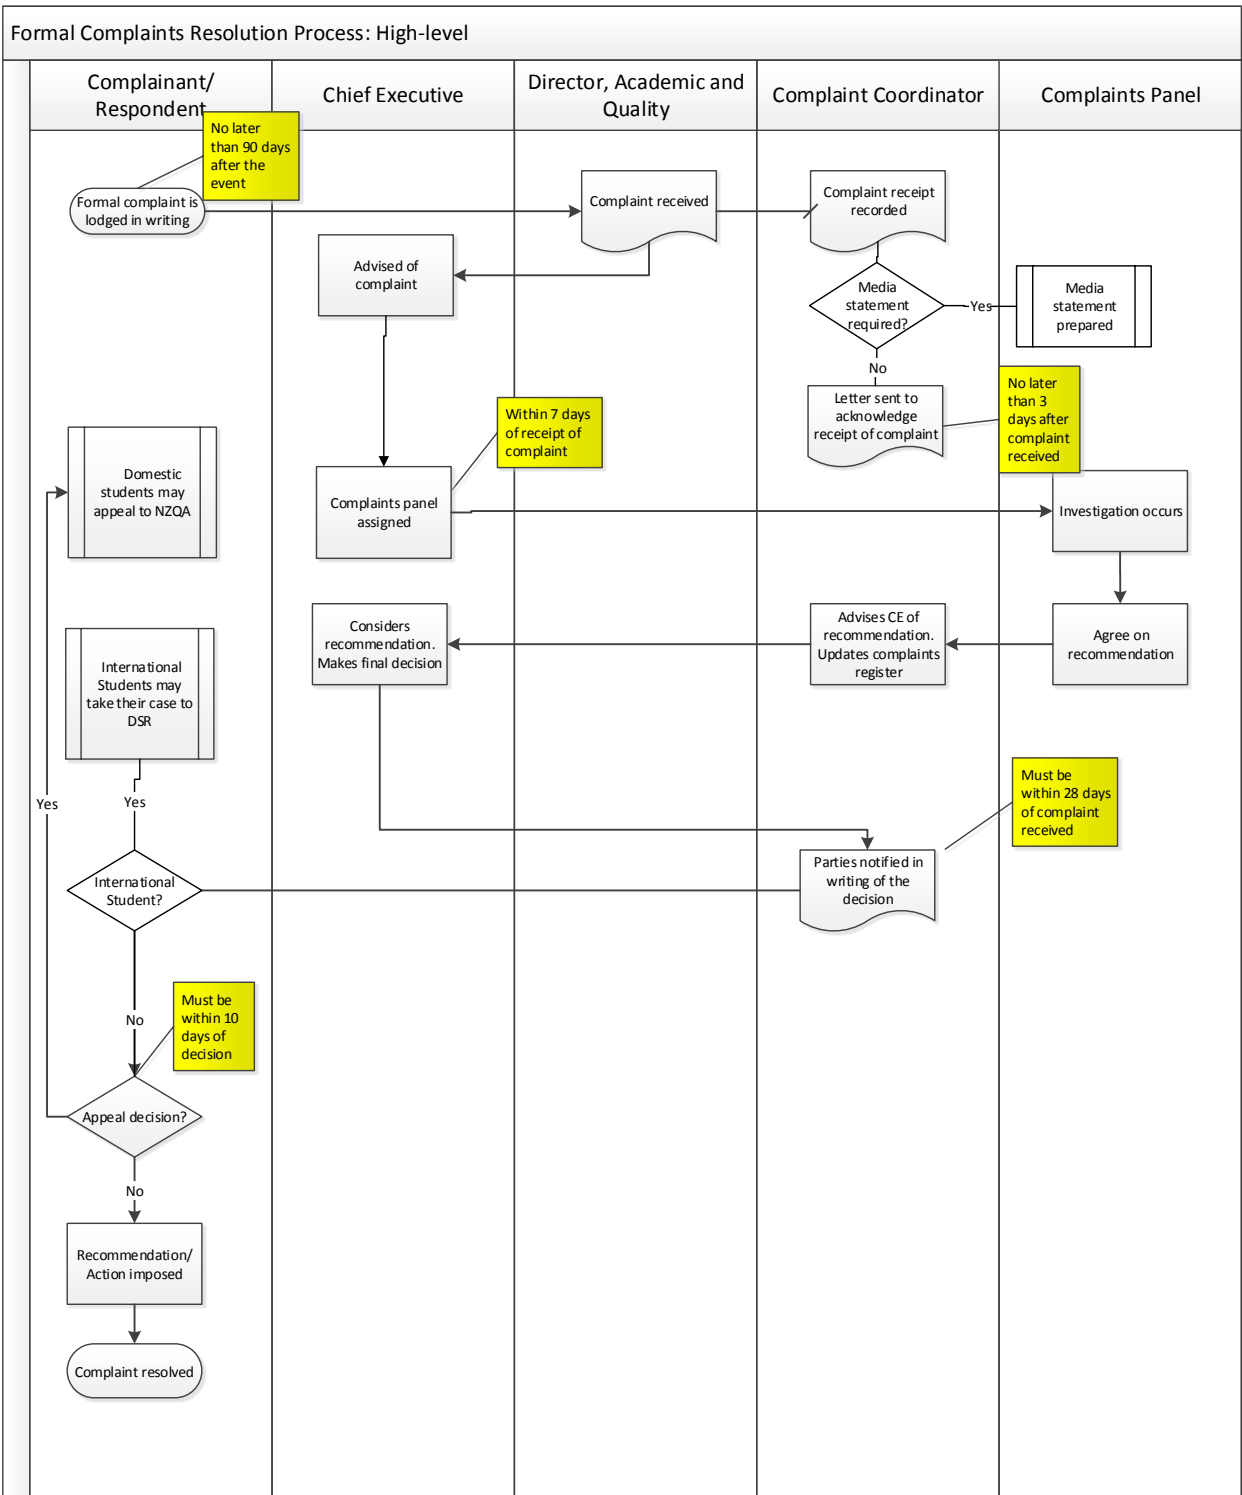 Formal Complaints Resolution Process: High-level
Complainant/
Respondent
Chief Executive
Director, Academic and
Quality
Complaint Coordinator
Complaints Panel
No later
than 90 days
after the
event
Formal complaint is
lodged in writing
Complaint received
Complaint receipt
recorded
Advised of
complaint
Media
statement
required?
Yes
Media
statement
prepared
No
Letter sent to
acknowledge
receipt of complaint
No later
than 3
days after
complaint
received
Within 7 days
of receipt of
complaint
Domestic
students may
appeal to NZQA
Complaints panel
assigned
Investigation occurs
Considers
recommendation.
Makes final decision
Advises CE of
recommendation.
Updates complaints
register
Agree on
recommendation
International
Students may
take their case to
DSR
Must be
within 28 days
of complaint
received
Yes
Yes
International
Student?
Parties notified in
writing of the
decision
No
Must be
within 10
days of
decision
Appeal decision?
No
Recommendation/
Action imposed
Complaint resolved